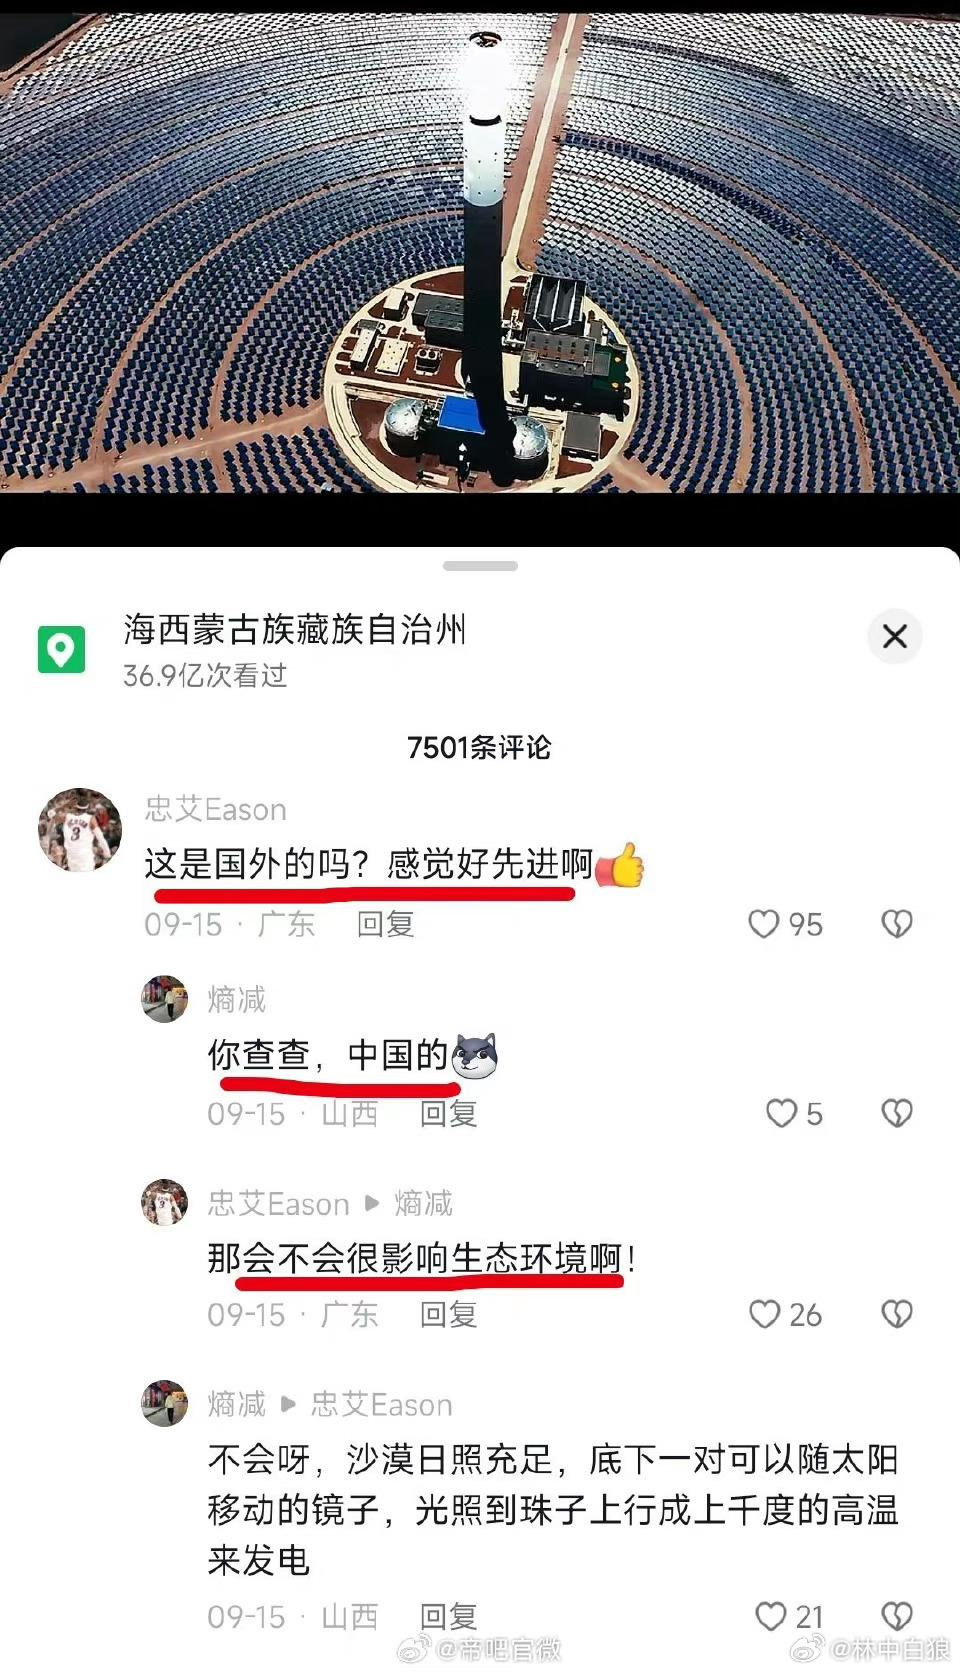 海西蒙古族藏族自治州
36.9亿次看过
7501条评论
忠艾Eason
这是国外的吗？感觉好先进啊
09-15 · 广东 回复
95
熵减
你查查，中国的
09-15 · 山西 回复
5
忠艾Eason ▶ 熵减
那会不会很影响生态环境啊！
09-15 · 广东 回复
26
熵减 ▶ 忠艾Eason
不会呀，沙漠日照充足，底下一对可以随太阳
移动的镜子，光照到珠子上行成上千度的高温
来发电
09-15 · 山西 回复
21
@帝吧官微
@林中白狼